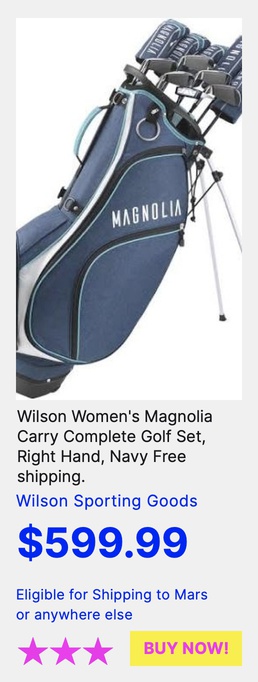 MAGNOLIA
MAGNOLIA
Wilson Women's Magnolia
Carry Complete Golf Set,
Right Hand, Navy Free
shipping.
Wilson Sporting Goods
$599.99
Eligible for Shipping to Mars
or anywhere else
BUY NOW!